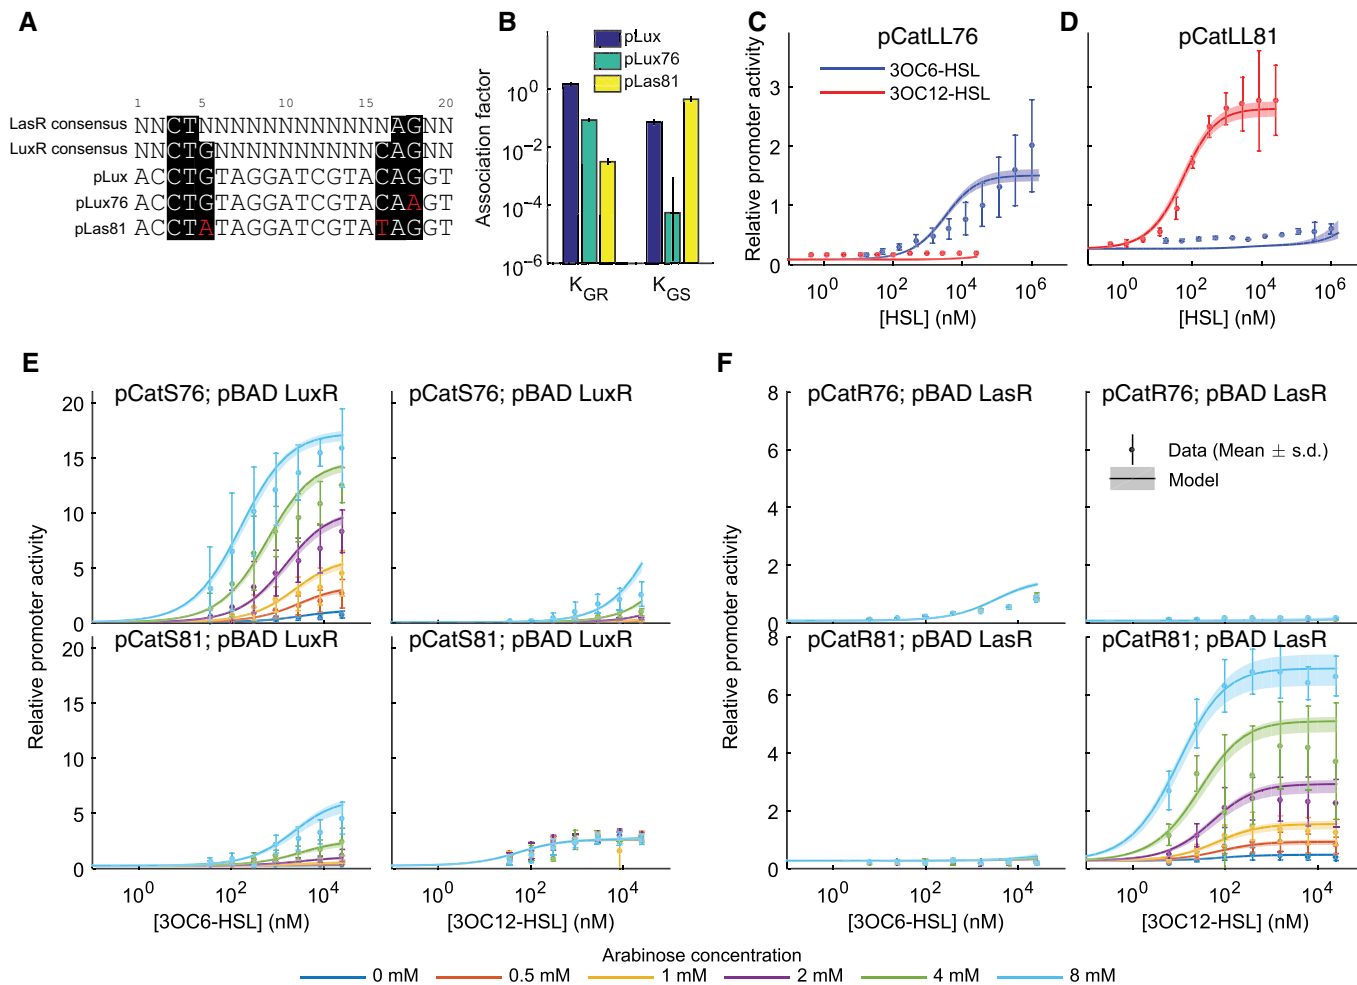 A
1 5 10 15 20
LasR consensus NNCTNNNNNNNNNNNNAGNN
LuxR consensus NNCTGNNNNNNNNNNCAGNN
pLux ACCTGTAGGATCGTACAGGT
pLux76 ACCTGTAGGATCGTACAAGT
pLas81 ACCTATAGGATCGTATAGGT
B
pLux
pLux76
pLas81
Association factor
10^0
10^−2
10^−4
10^−6
K_GR K_GS
C
pCatLL76
3OC6-HSL
3OC12-HSL
Relative promoter activity
3
2
1
0
10^0 10^2 10^4 10^6
[HSL] (nM)
D
pCatLL81
10^0 10^2 10^4 10^6
[HSL] (nM)
E
pCatS76; pBAD LuxR
pCatS76; pBAD LuxR
20
15
10
5
0
Relative promoter activity
pCatS81; pBAD LuxR
pCatS81; pBAD LuxR
20
15
10
5
0
10^0 10^2 10^4
[3OC6-HSL] (nM)
10^0 10^2 10^4
[3OC12-HSL] (nM)
F
pCatR76; pBAD LasR
pCatR76; pBAD LasR
Data (Mean ± s.d.)
Model
8
6
4
2
0
Relative promoter activity
pCatR81; pBAD LasR
pCatR81; pBAD LasR
8
6
4
2
0
10^0 10^2 10^4
[3OC6-HSL] (nM)
10^0 10^2 10^4
[3OC12-HSL] (nM)
Arabinose concentration
0 mM 0.5 mM 1 mM 2 mM 4 mM 8 mM